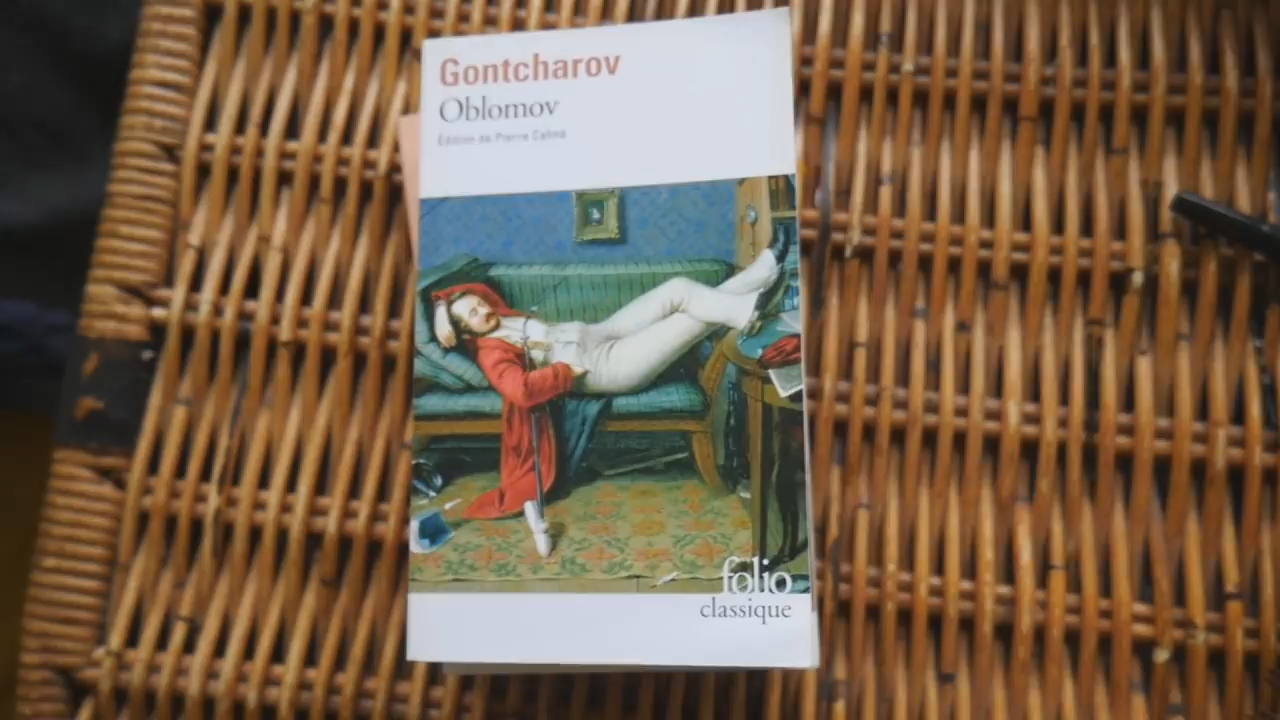 Gontcharov
Oblomov
Édition de Pierre Cahné
folio
classique